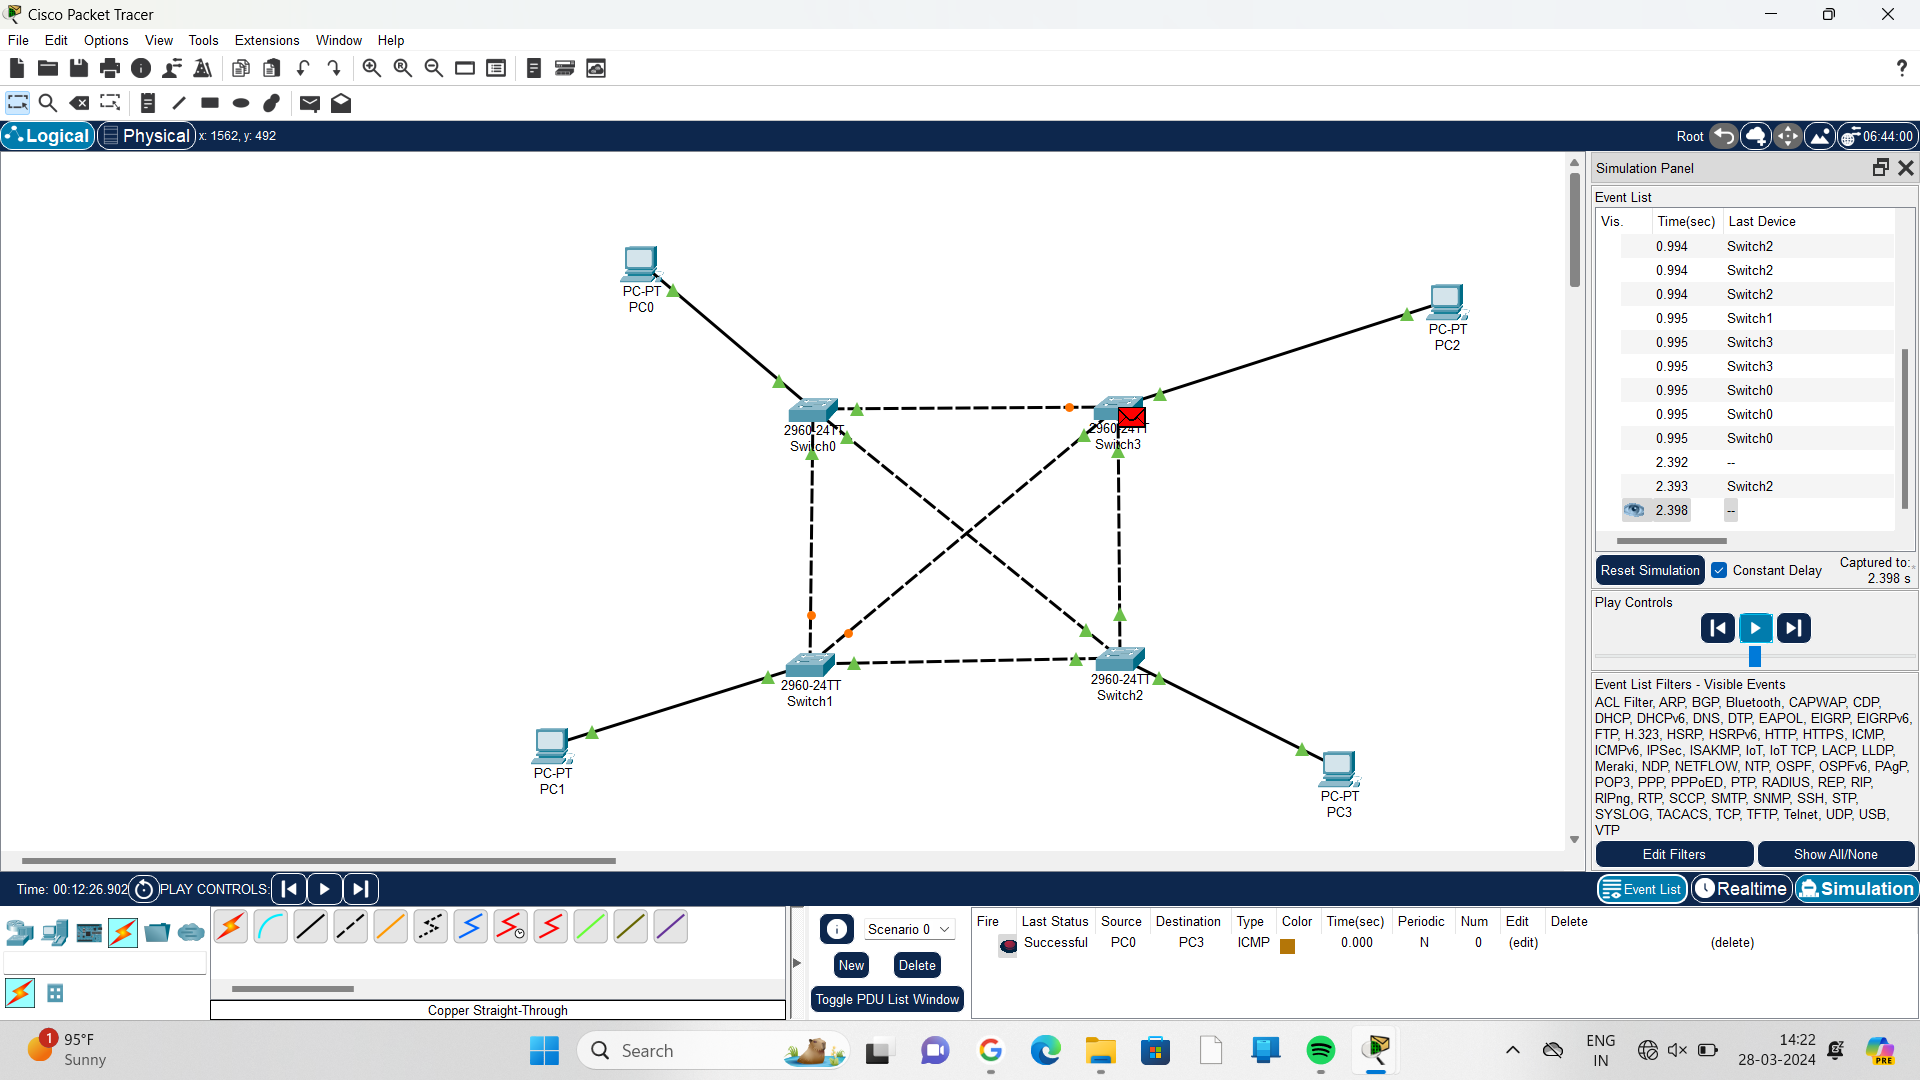 Cisco Packet Tracer
File Edit Options View Tools Extensions Window Help
?
Logical Physical x: 1562, y: 492 Root 06:44:00
Simulation Panel
Event List
Vis. Time(sec) Last Device
0.994 Switch2
0.994 Switch2
0.994 Switch2
0.995 Switch1
0.995 Switch3
0.995 Switch3
0.995 Switch0
0.995 Switch0
0.995 Switch0
2.392 --
2.393 Switch2
2.398 --
Reset Simulation Constant Delay Captured to:
2.398 s
Play Controls
Event List Filters - Visible Events
ACL Filter, ARP, BGP, Bluetooth, CAPWAP, CDP,
DHCP, DHCPv6, DNS, DTP, EAPOL, EIGRP, EIGRPv6,
FTP, H.323, HSRP, HSRPv6, HTTP, HTTPS, ICMP,
ICMPv6, IPSec, ISAKMP, IoT, IoT TCP, LACP, LLDP,
Meraki, NDP, NETFLOW, NTP, OSPF, OSPFv6, PAgP,
POP3, PPP, PPPoED, PTP, RADIUS, REP, RIP,
RIPng, RTP, SCCP, SMTP, SNMP, SSH, STP,
SYSLOG, TACACS, TCP, TFTP, Telnet, UDP, USB,
VTP
Edit Filters Show All/None
PC-PT
PC0
PC-PT
PC2
2960-24TT
Switch0
2960-24TT
Switch3
2960-24TT
Switch1
2960-24TT
Switch2
PC-PT
PC1
PC-PT
PC3
Time: 00:12:26.902 PLAY CONTROLS: Event List Realtime Simulation
Scenario 0
New Delete
Toggle PDU List Window
Fire Last Status Source Destination Type Color Time(sec) Periodic Num Edit Delete
Successful PC0 PC3 ICMP 0.000 N 0 (edit) (delete)
Copper Straight-Through
1
95°F
Sunny
Search
ENG
IN
14:22
28-03-2024
PRE